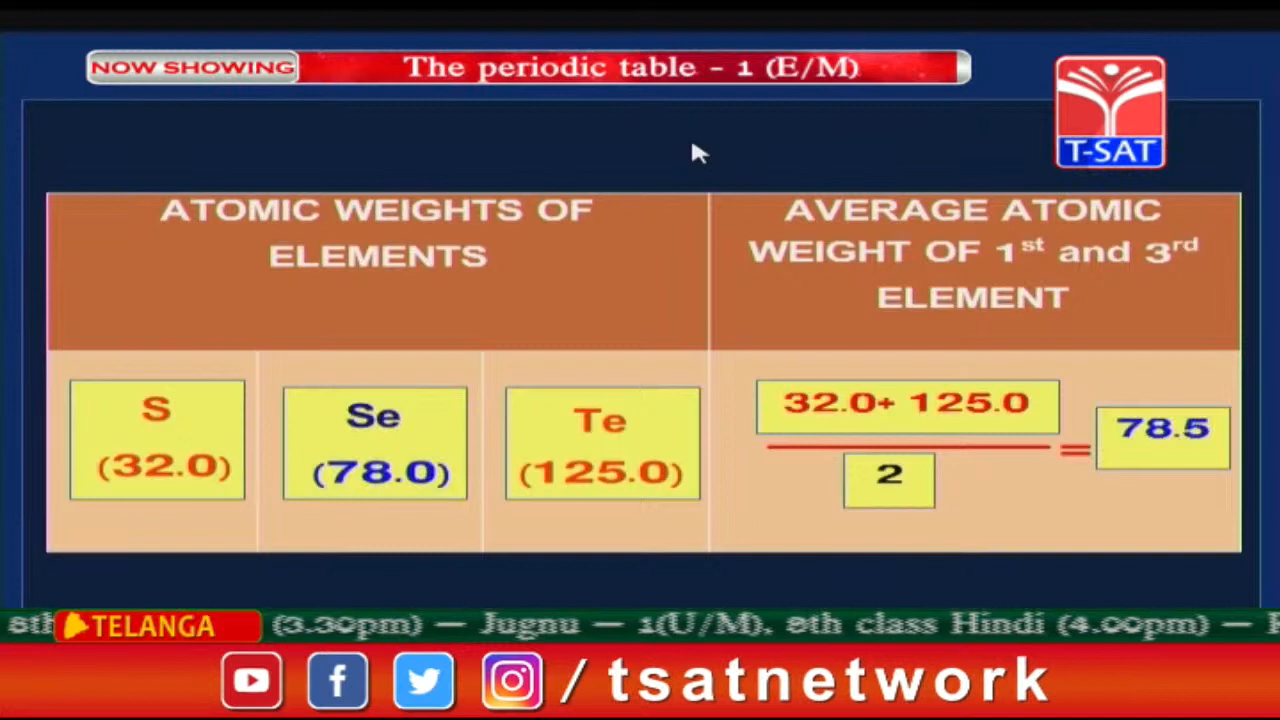 NOW SHOWING The periodic table - 1 (E/M)
T-SAT
ATOMIC WEIGHTS OF
ELEMENTS
AVERAGE ATOMIC
WEIGHT OF 1st and 3rd
ELEMENT
S
(32.0)
Se
(78.0)
Te
(125.0)
32.0+ 125.0
2
=
78.5
8th TELANGA (3.30pm) – Jugnu – 1(U/M), 8th class Hindi (4.00pm) –
/ tsatnetwork